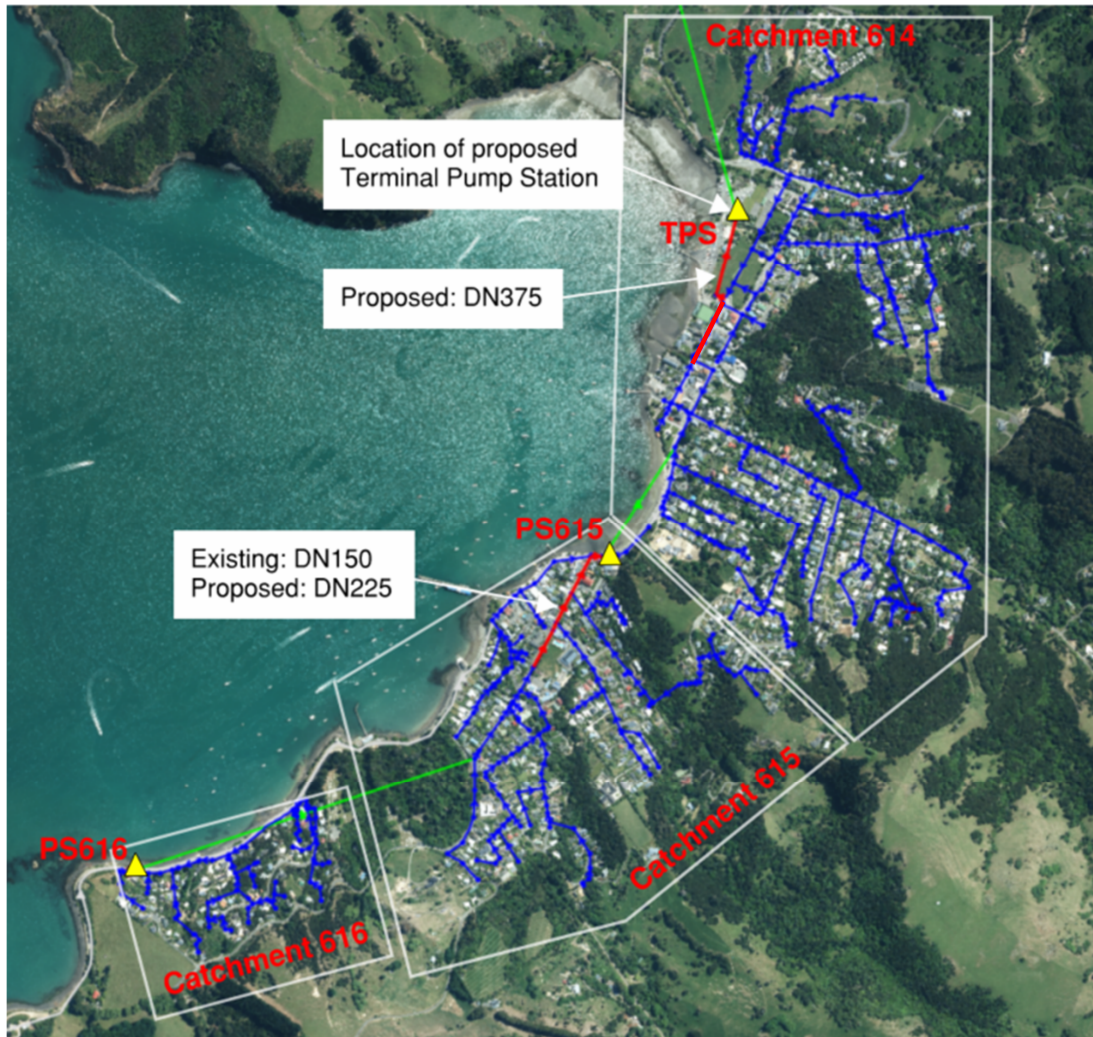 Catchment 614
Location of proposed
Terminal Pump Station
TPS
Proposed: DN375
PS615
Existing: DN150
Proposed: DN225
Catchment 615
PS616
Catchment 616